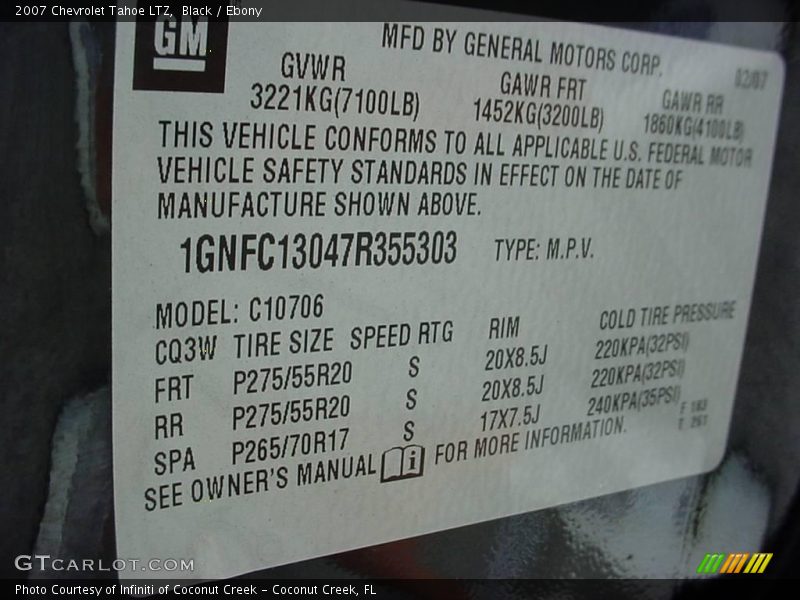 2007 Chevrolet Tahoe LTZ, Black / Ebony
GM
MFD BY GENERAL MOTORS CORP.
02/07
GVWR GAWR FRT GAWR RR
3221KG(7100LB) 1452KG(3200LB) 1860KG(4100LB)
THIS VEHICLE CONFORMS TO ALL APPLICABLE U.S. FEDERAL MOTOR
VEHICLE SAFETY STANDARDS IN EFFECT ON THE DATE OF
MANUFACTURE SHOWN ABOVE.
1GNFC13047R355303 TYPE: M.P.V.
MODEL: C10706
CQ3W TIRE SIZE SPEED RTG RIM COLD TIRE PRESSURE
FRT P275/55R20 S 20X8.5J 220KPA(32PSI)
RR P275/55R20 S 20X8.5J 220KPA(32PSI)
SPA P265/70R17 S 17X7.5J 240KPA(35PSI)
SEE OWNER'S MANUAL i FOR MORE INFORMATION.
GTCARLOT.COM
Photo Courtesy of Infiniti of Coconut Creek - Coconut Creek, FL